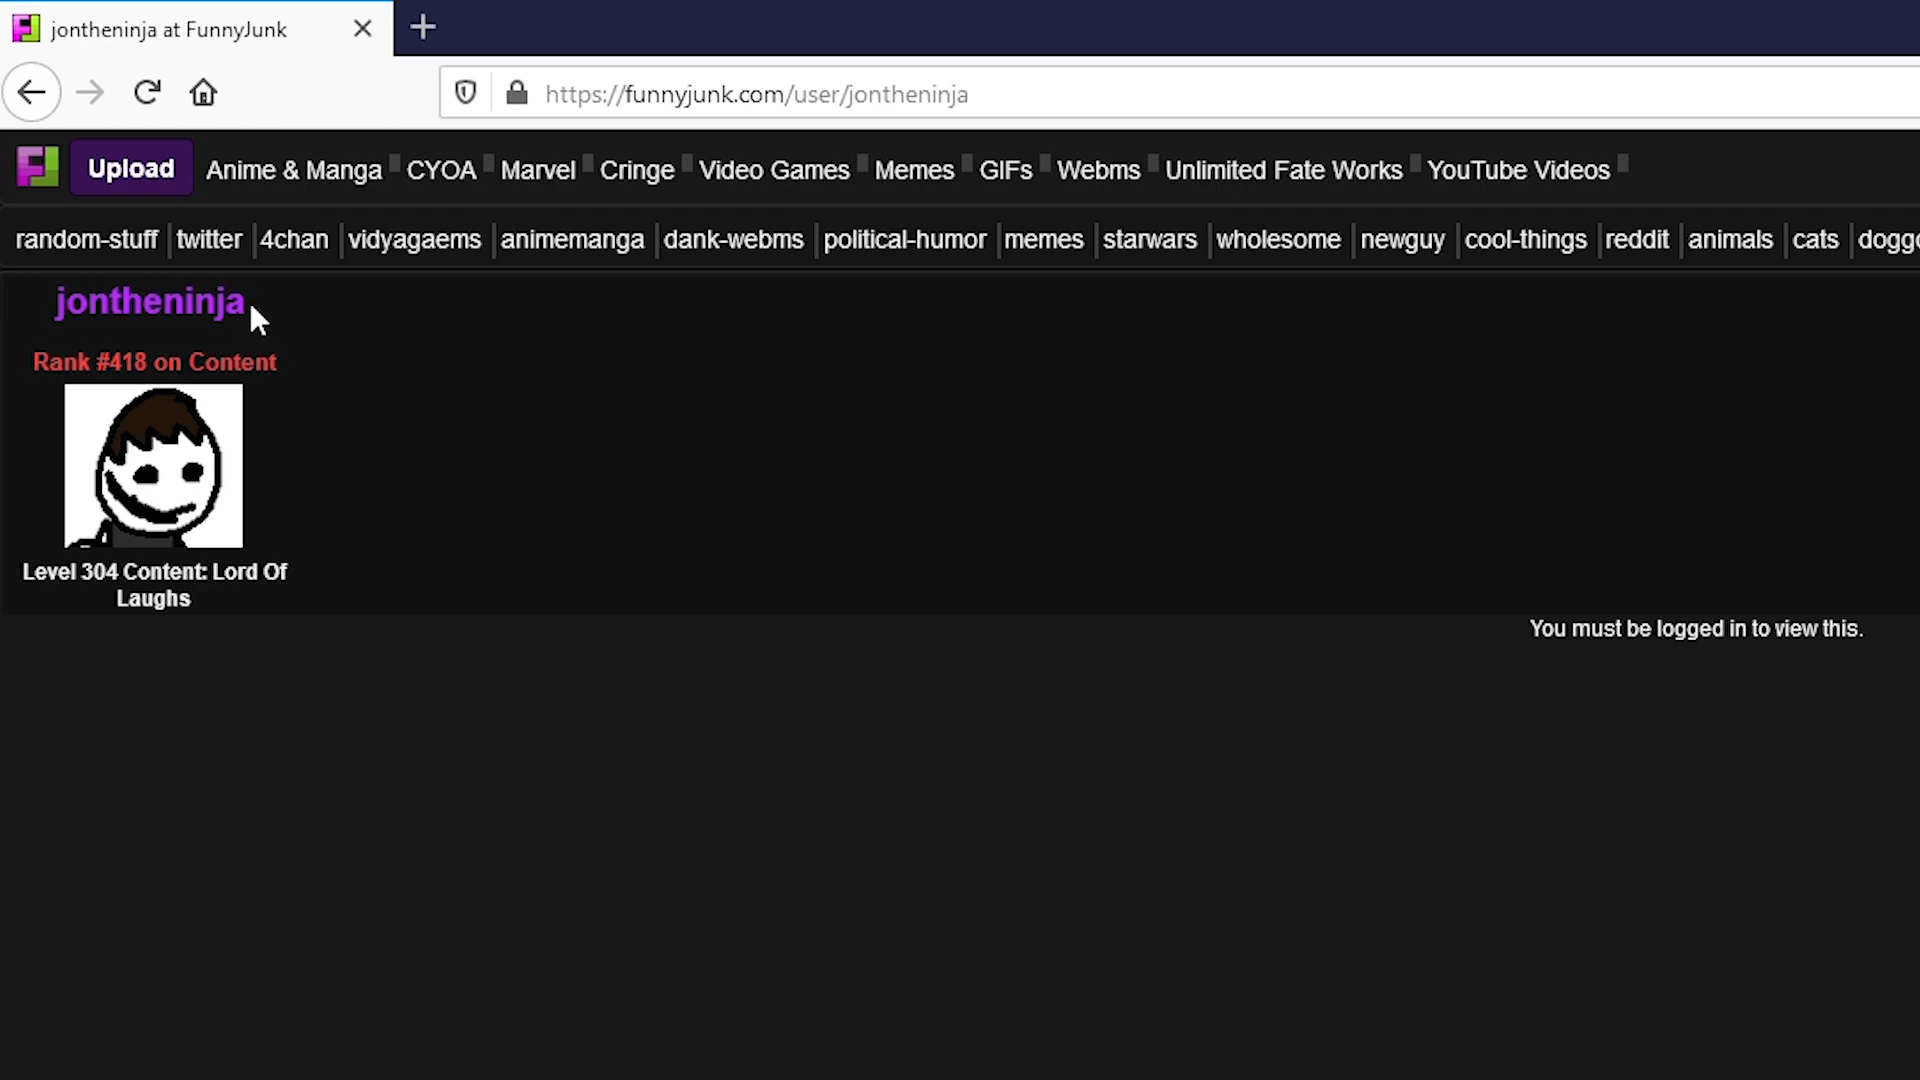 jontheninja at FunnyJunk
https://funnyjunk.com/user/jontheninja
Upload Anime & Manga CYOA Marvel Cringe Video Games Memes GIFs Webms Unlimited Fate Works YouTube Videos
random-stuff twitter 4chan vidyagaems animemanga dank-webms political-humor memes starwars wholesome newguy cool-things reddit animals cats
jontheninja
Rank #418 on Content
Level 304 Content: Lord Of
Laughs
You must be logged in to view this.